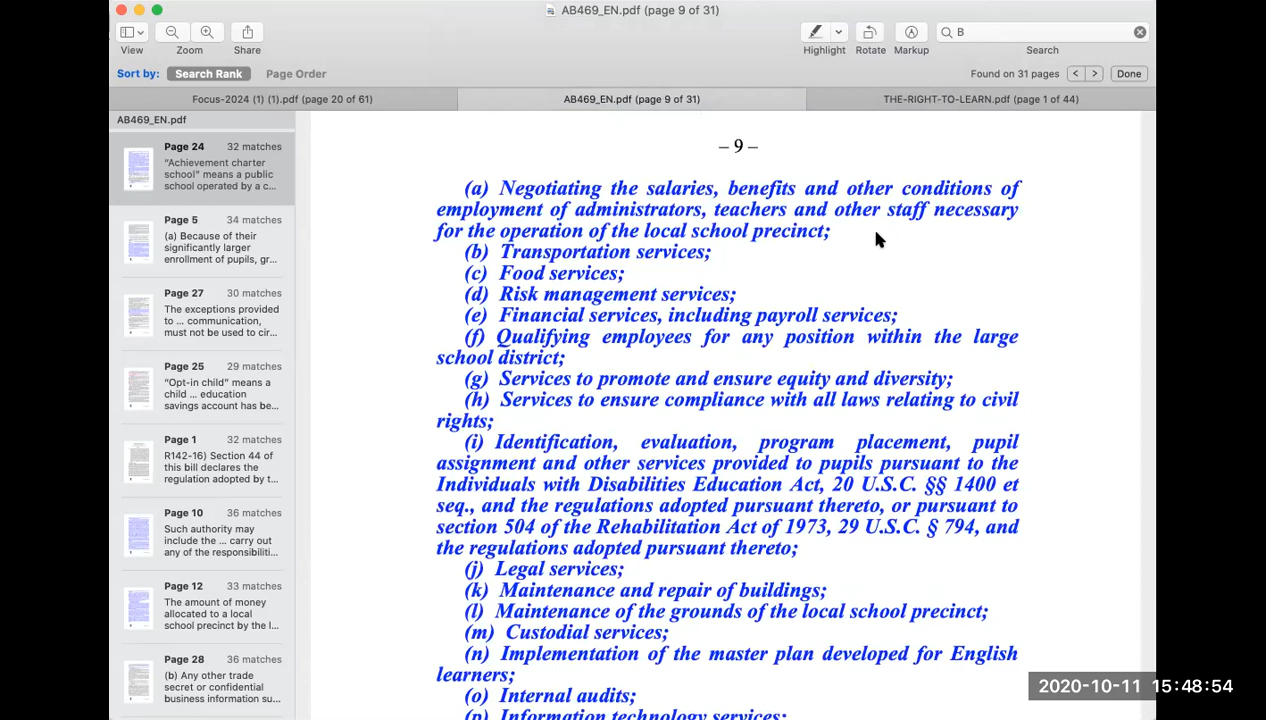 AB469_EN.pdf (page 9 of 31)
View
Zoom
Share
Highlight
Rotate
Markup
B
Search
Sort by:
Search Rank
Page Order
Found on 31 pages
Done
Focus-2024 (1) (1).pdf (page 20 of 61)
AB469_EN.pdf (page 9 of 31)
THE-RIGHT-TO-LEARN.pdf (page 1 of 44)
AB469_EN.pdf
Page 24 32 matches
“Achievement charter
school” means a public
school operated by a c...
Page 5 34 matches
(a) Because of their
significantly larger
enrollment of pupils, gr...
Page 27 30 matches
The exceptions provided
to ... communication,
must not be used to cir...
Page 25 29 matches
“Opt-in child” means a
child ... education
savings account has be...
Page 1 32 matches
R142-16) Section 44 of
this bill declares the
regulation adopted by t...
Page 10 36 matches
Such authority may
include the ... carry out
any of the responsibiliti...
Page 12 33 matches
The amount of money
allocated to a local
school precinct by the l...
Page 28 36 matches
(b) Any other trade
secret or confidential
business information su...
– 9 –
(a) Negotiating the salaries, benefits and other conditions of
employment of administrators, teachers and other staff necessary
for the operation of the local school precinct;
(b) Transportation services;
(c) Food services;
(d) Risk management services;
(e) Financial services, including payroll services;
(f) Qualifying employees for any position within the large
school district;
(g) Services to promote and ensure equity and diversity;
(h) Services to ensure compliance with all laws relating to civil
rights;
(i) Identification, evaluation, program placement, pupil
assignment and other services provided to pupils pursuant to the
Individuals with Disabilities Education Act, 20 U.S.C. §§ 1400 et
seq., and the regulations adopted pursuant thereto, or pursuant to
section 504 of the Rehabilitation Act of 1973, 29 U.S.C. § 794, and
the regulations adopted pursuant thereto;
(j) Legal services;
(k) Maintenance and repair of buildings;
(l) Maintenance of the grounds of the local school precinct;
(m) Custodial services;
(n) Implementation of the master plan developed for English
learners;
(o) Internal audits;
(p) Information technology services;
2020-10-11 15:48:54